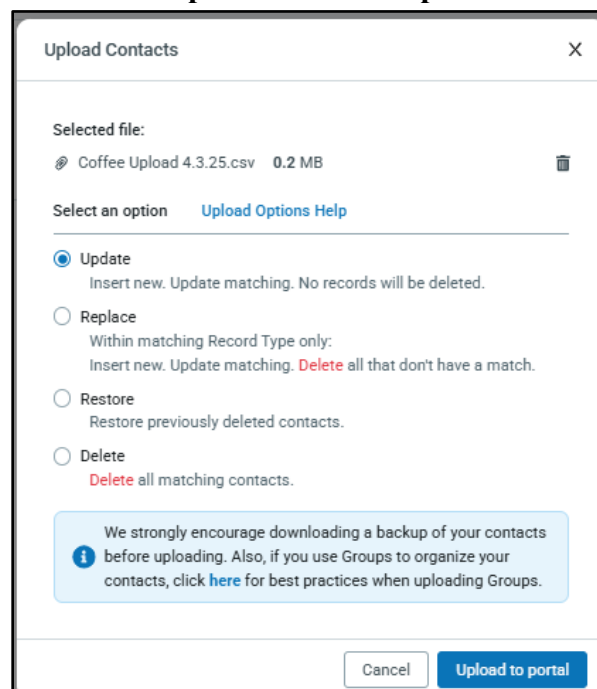 Upload Contacts
Selected file:
Coffee Upload 4.3.25.csv 0.2 MB
Select an option Upload Options Help
Update
Insert new. Update matching. No records will be deleted.
Replace
Within matching Record Type only:
Insert new. Update matching. Delete all that don't have a match.
Restore
Restore previously deleted contacts.
Delete
Delete all matching contacts.
We strongly encourage downloading a backup of your contacts
before uploading. Also, if you use Groups to organize your
contacts, click here for best practices when uploading Groups.
Cancel Upload to portal